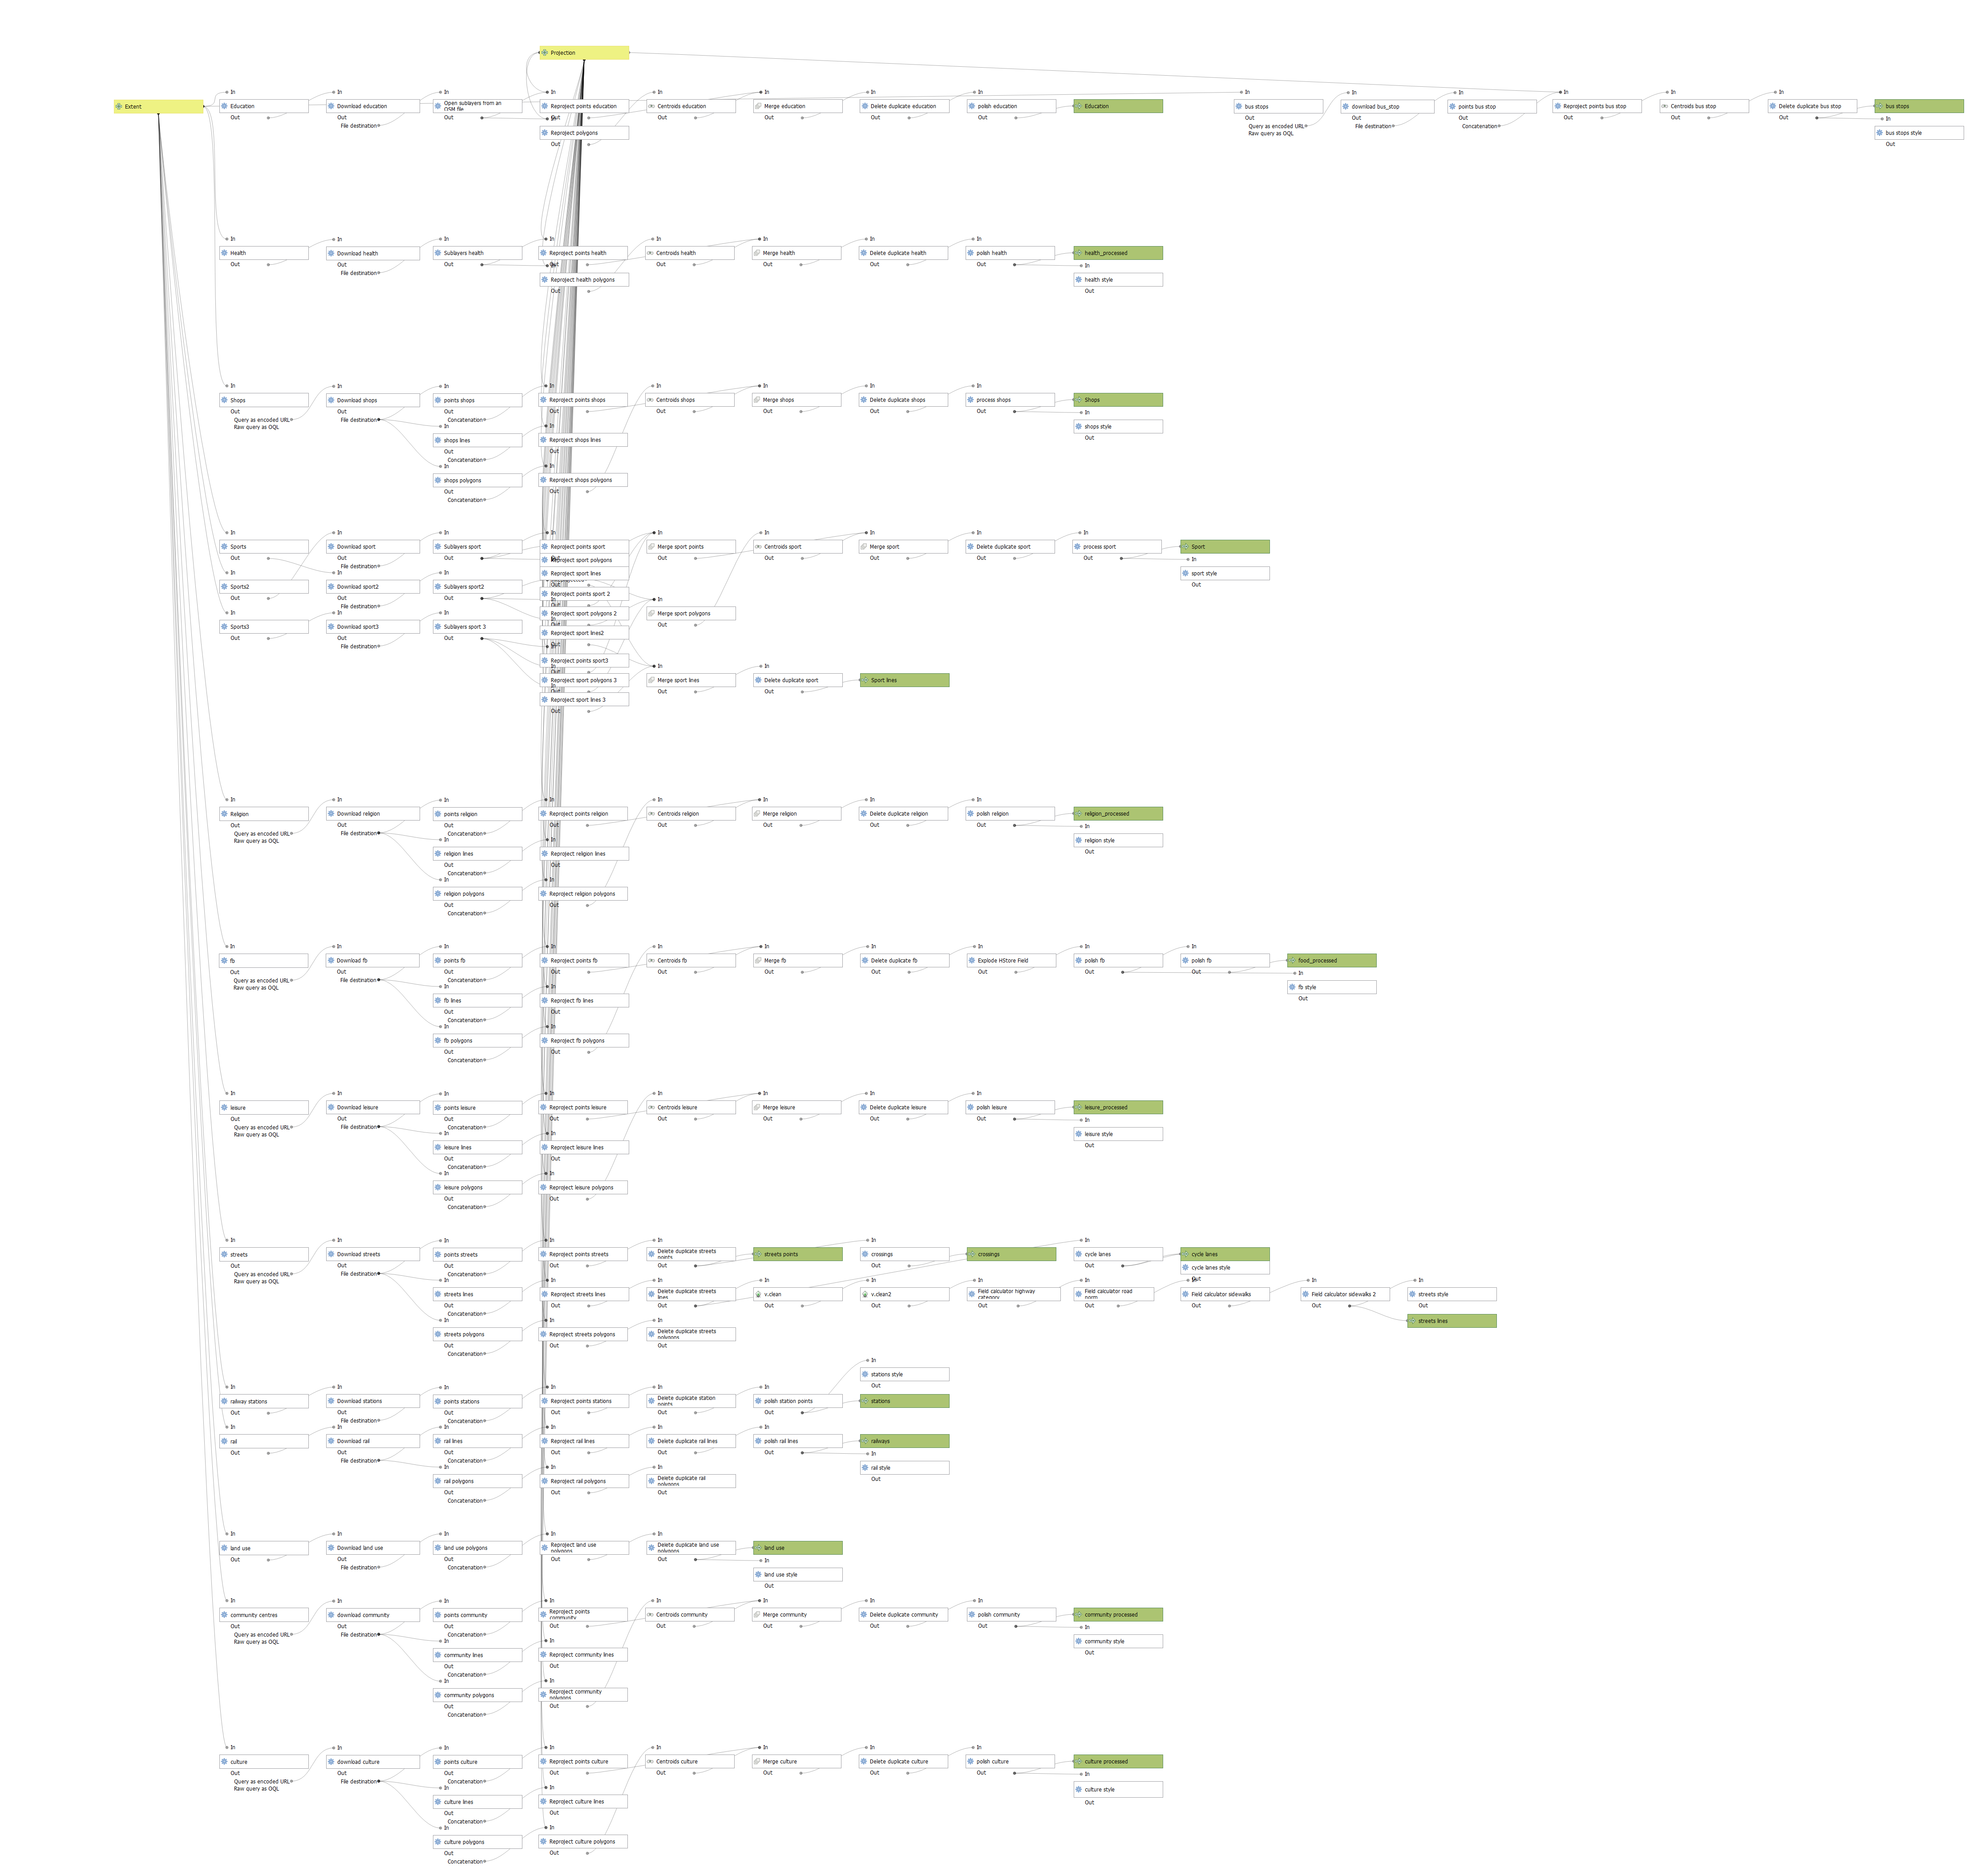 Projection
In In In In In In In In In In In In In In
Extent Education Download education Open sublayers from an Reproject points education Centroids education Merge education Delete duplicate education polish education Education bus stops download bus_stop points bus stop Reproject points bus stop Centroids bus stop Delete duplicate bus stop bus stops
OSM file
Out Out Out Out Out Out Out Out Out Out Out Out Out Out In
File destination In Query as encoded URL File destination Concatenation
Reproject polygons Raw query as OQL bus stops style
Out Out
In In In In In In In In
Health Download health Sublayers health Reproject points health Centroids health Merge health Delete duplicate health polish health health_processed
Out Out Out Out Out Out Out Out In
File destination In
Reproject health polygons health style
Out Out
In In In In In In In In
Shops Download shops points shops Reproject points shops Centroids shops Merge shops Delete duplicate shops process shops Shops
Out Out Out Out Out Out Out Out In
Query as encoded URL File destination Concatenation
Raw query as OQL In shops style
Out
shops lines Reproject shops lines
Out Out
Concatenation
In In
shops polygons Reproject shops polygons
Out Out
Concatenation
In In In In In In In In In
Sports Download sport Sublayers sport Reproject points sport Merge sport points Centroids sport Merge sport Delete duplicate sport process sport Sport
Out Out Out Reproject sport polygons Out Out Out Out Out In
File destination
In In In Reproject sport lines sport style
Sports2 Download sport2 Sublayers sport2 Out Out
Reproject points sport 2
Out Out Out In
File destination
In In In Reproject sport polygons 2 Merge sport polygons
Sports3 Download sport3 Sublayers sport 3 Out Out
Reproject sport lines2
Out Out Out Out
File destination
Reproject points sport3 In In
Reproject sport polygons 3 Merge sport lines Delete duplicate sport Sport lines
Out Out
Reproject sport lines 3
Out
In In In In In In In In
Religion Download religion points religion Reproject points religion Centroids religion Merge religion Delete duplicate religion polish religion religion_processed
Out Out Out Out Out Out Out Out In
Query as encoded URL File destination Concatenation
Raw query as OQL In In religion style
religion lines Reproject religion lines Out
Out Out
Concatenation
In In
religion polygons Reproject religion polygons
Out Out
Concatenation
In In In In In In In In In
fb Download fb points fb Reproject points fb Centroids fb Merge fb Delete duplicate fb Explode HStore Field polish fb polish fb food_processed
Out Out Out Out Out Out Out Out Out Out In
Query as encoded URL File destination Concatenation
Raw query as OQL In In fb style
fb lines Reproject fb lines Out
Out Out
Concatenation
In In
fb polygons Reproject fb polygons
Out Out
Concatenation
In In In In In In In In
leisure Download leisure points leisure Reproject points leisure Centroids leisure Merge leisure Delete duplicate leisure polish leisure leisure_processed
Out Out Out Out Out Out Out Out In
Query as encoded URL File destination Concatenation
Raw query as OQL In In leisure style
leisure lines Reproject leisure lines Out
Out Out
Concatenation
In In
leisure polygons Reproject leisure polygons
Out Out
Concatenation
In In In In In In In
streets Download streets points streets Reproject points streets Delete duplicate streets points streets points crossings crossings cycle lanes cycle lanes
Out Out Out Out Out Out Out
Query as encoded URL File destination Concatenation cycle lanes style
Raw query as OQL In In In In In In In In In
streets lines Reproject streets lines Delete duplicate streets lines v.clean v.clean2 Field calculator highway category Field calculator road norm Field calculator sidewalks Field calculator sidewalks 2 streets style
Out Out Out Out Out Out Out Out Out Out
Concatenation
In In streets lines
streets polygons Reproject streets polygons Delete duplicate streets polygons
Out Out Out
Concatenation
In
stations style
Out
In In In In In In
railway stations Download stations points stations Reproject points stations Delete duplicate station points polish station points stations
Out Out Out Out Out Out
File destination Concatenation
In In In In In In
rail Download rail rail lines Reproject rail lines Delete duplicate rail lines polish rail lines railways
Out Out Out Out Out Out In
File destination Concatenation
In In In rail style
rail polygons Reproject rail polygons Delete duplicate rail polygons Out
Out Out Out
Concatenation
In In In In In
land use Download land use land use polygons Reproject land use polygons Delete duplicate land use polygons land use
Out Out Out Out Out In
File destination Concatenation
land use style
Out
In In In In In In In In
community centres download community points community Reproject points community Centroids community Merge community Delete duplicate community polish community community processed
Out Out Out Out Out Out Out Out In
Query as encoded URL File destination Concatenation
Raw query as OQL In In community style
community lines Reproject community lines Out
Out Out
Concatenation
In In
community polygons Reproject community polygons
Out Out
Concatenation
In In In In In In In In
culture download culture points culture Reproject points culture Centroids culture Merge culture Delete duplicate culture polish culture culture processed
Out Out Out Out Out Out Out Out In
Query as encoded URL File destination Concatenation
Raw query as OQL In In culture style
culture lines Reproject culture lines Out
Out Out
Concatenation
In In
culture polygons Reproject culture polygons
Out Out
Concatenation